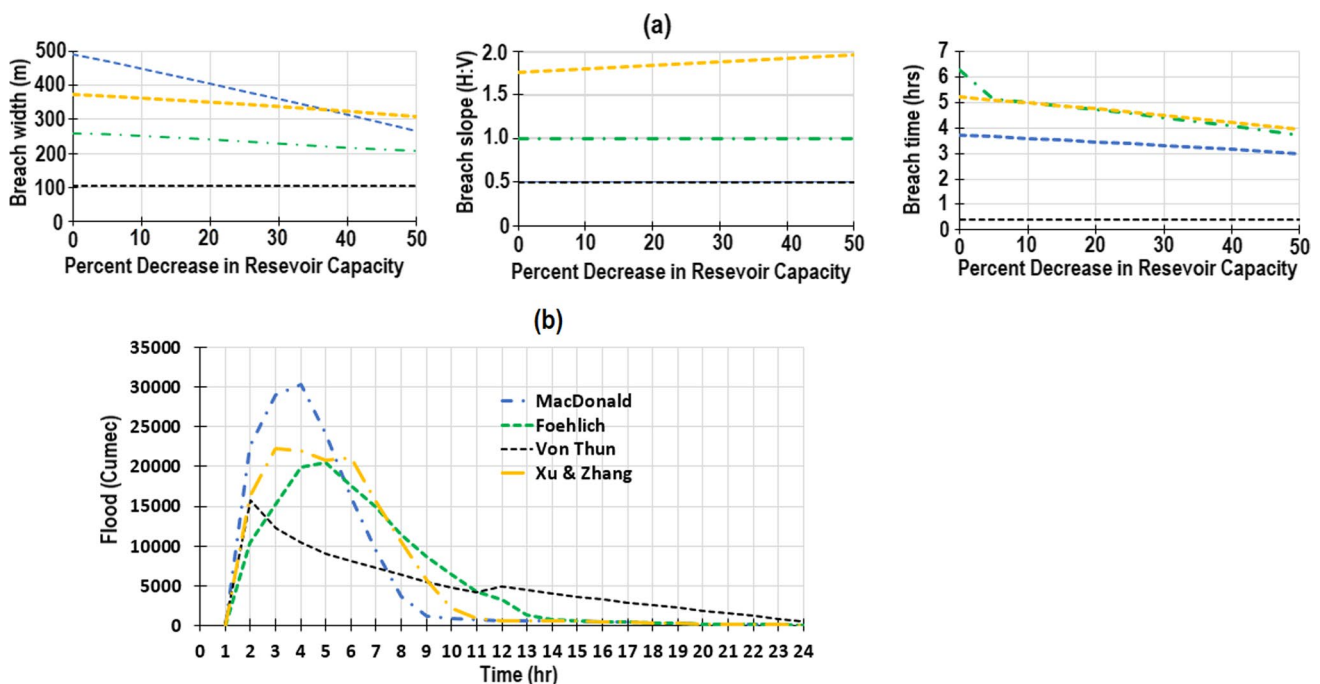 (a)
Breach width (m)
500
400
300
200
100
0
0 10 20 30 40 50
Percent Decrease in Resevoir Capacity
Breach slope (H:V)
2.0
1.5
1.0
0.5
0
0 10 20 30 40 50
Percent Decrease in Resevoir Capacity
Breach time (hrs)
7
6
5
4
3
2
1
0
0 10 20 30 40 50
Percent Decrease in Resevoir Capacity
(b)
Flood (Cumec)
35000
30000
25000
20000
15000
10000
5000
0
MacDonald
Foehlich
Von Thun
Xu & Zhang
0 1 2 3 4 5 6 7 8 9 10 11 12 13 14 15 16 17 18 19 20 21 22 23 24
Time (hr)